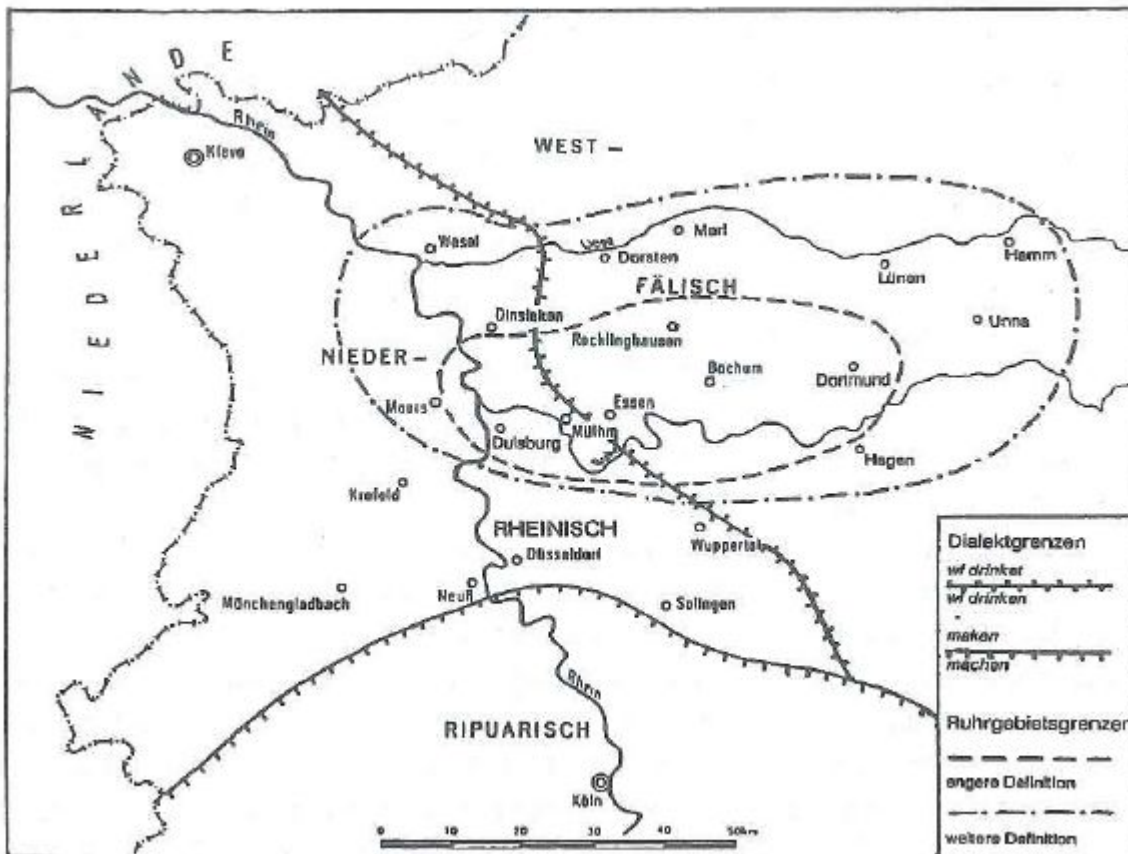 NIEDERLANDE
Rhein
Kleve
WEST –
Wesel
Dorsten
Marl
Lünen
Hamm
FÄLISCH
Dinslaken
Recklinghausen
Unna
NIEDER –
Bochum
Dortmund
Moers
Essen
Mülhm
Duisburg
Hagen
Krefeld
RHEINISCH
Wuppertal
Düsseldorf
Neuß
Mönchengladbach
Solingen
Rhein
RIPUARISCH
Köln
0 10 20 30 40 50km
Dialektgrenzen
wi drinket
wi drinken
maken
machen
Ruhrgebietsgrenzen
engere Definition
weitere Definition